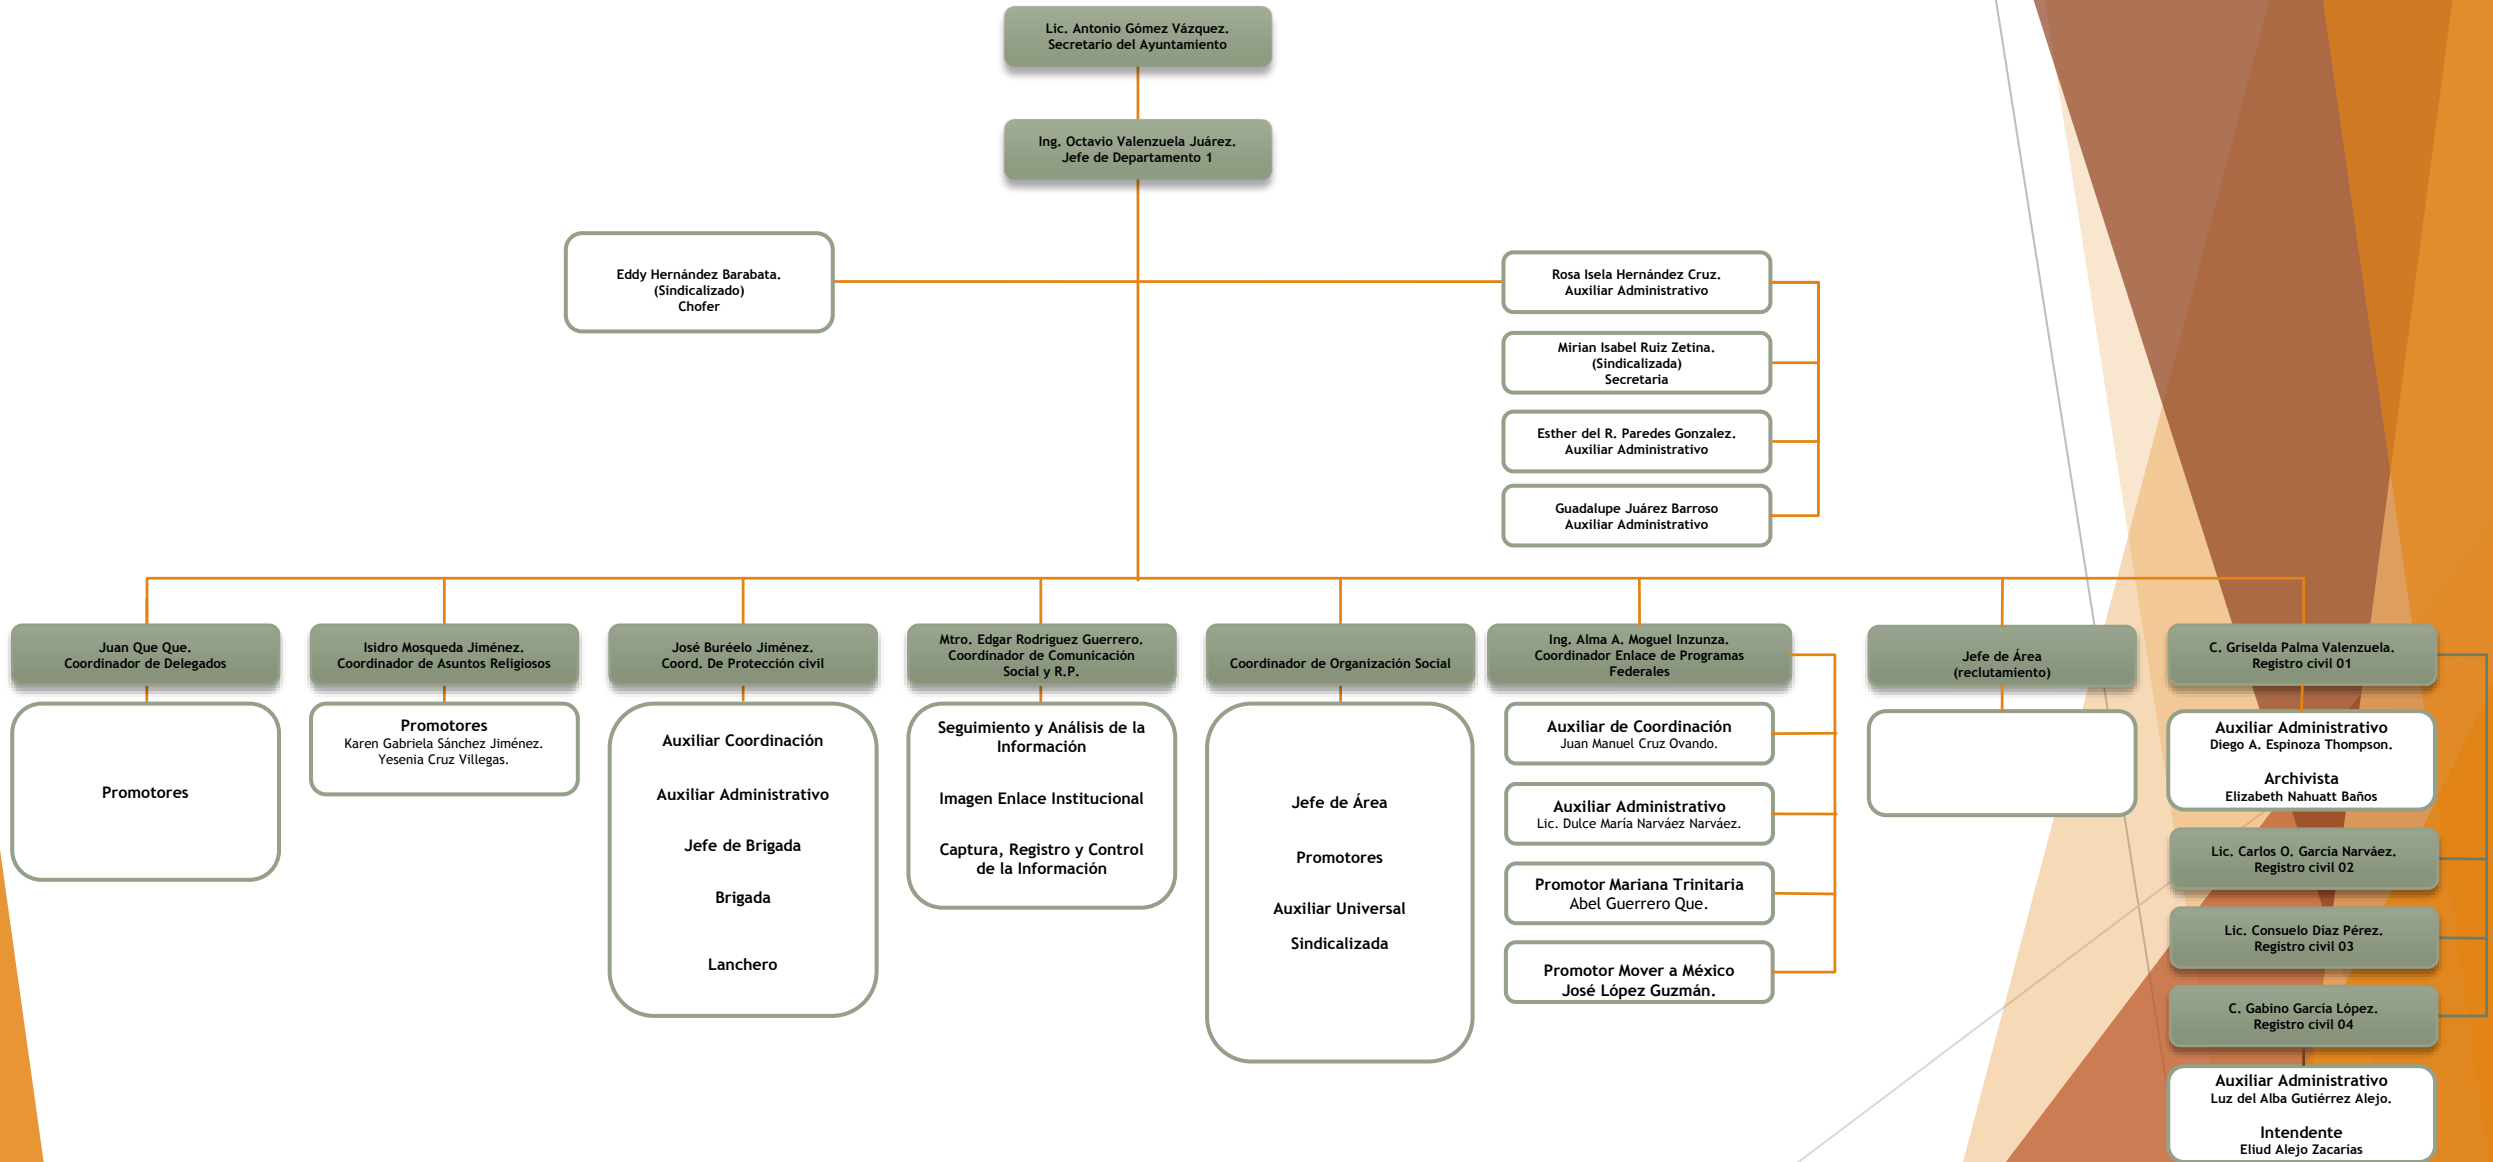 Lic. Antonio Gómez Vázquez.
Secretario del Ayuntamiento
Ing. Octavio Valenzuela Juárez.
Jefe de Departamento 1
Eddy Hernández Barabata.
(Sindicalizado)
Chofer
Rosa Isela Hernández Cruz.
Auxiliar Administrativo
Mirian Isabel Ruiz Zetina.
(Sindicalizada)
Secretaria
Esther del R. Paredes Gonzalez.
Auxiliar Administrativo
Guadalupe Juárez Barroso
Auxiliar Administrativo
Juan Que Que.
Coordinador de Delegados
Promotores
Isidro Mosqueda Jiménez.
Coordinador de Asuntos Religiosos
Promotores
Karen Gabriela Sánchez Jiménez.
Yesenia Cruz Villegas.
José Buréelo Jiménez.
Coord. De Protección civil
Auxiliar Coordinación
Auxiliar Administrativo
Jefe de Brigada
Brigada
Lanchero
Mtro. Edgar Rodríguez Guerrero.
Coordinador de Comunicación
Social y R.P.
Seguimiento y Análisis de la
Información
Imagen Enlace Institucional
Captura, Registro y Control
de la Información
Coordinador de Organización Social
Jefe de Área
Promotores
Auxiliar Universal
Sindicalizada
Ing. Alma A. Moguel Inzunza.
Coordinador Enlace de Programas
Federales
Auxiliar de Coordinación
Juan Manuel Cruz Ovando.
Auxiliar Administrativo
Lic. Dulce María Narváez Narváez.
Promotor Mariana Trinitaria
Abel Guerrero Que.
Promotor Mover a México
José López Guzmán.
Jefe de Área
(reclutamiento)
C. Griselda Palma Valenzuela.
Registro civil 01
Auxiliar Administrativo
Diego A. Espinoza Thompson.
Archivista
Elizabeth Nahuatt Baños
Lic. Carlos O. García Narváez.
Registro civil 02
Lic. Consuelo Díaz Pérez.
Registro civil 03
C. Gabino García López.
Registro civil 04
Auxiliar Administrativo
Luz del Alba Gutiérrez Alejo.
Intendente
Eliud Alejo Zacarías